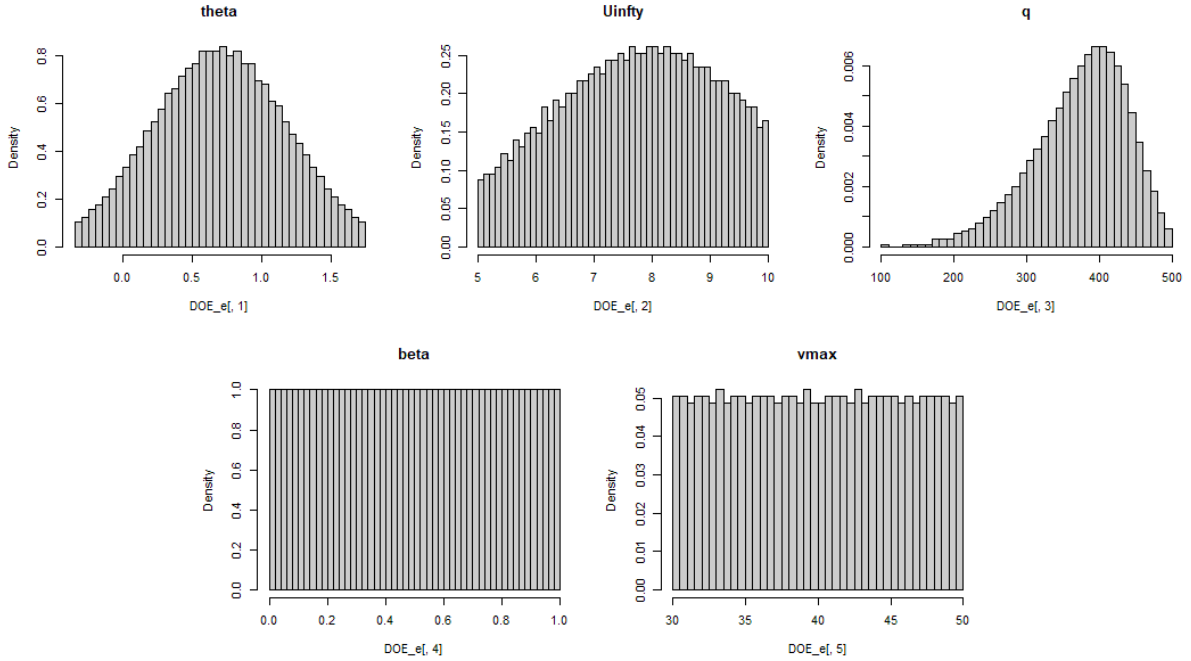 theta
Density
0.0 0.2 0.4 0.6 0.8
0.0 0.5 1.0 1.5
DOE_e[, 1]
Uinfty
Density
0.00 0.05 0.10 0.15 0.20 0.25
5 6 7 8 9 10
DOE_e[, 2]
q
Density
0.000 0.002 0.004 0.006
100 200 300 400 500
DOE_e[, 3]
beta
Density
0.0 0.2 0.4 0.6 0.8 1.0
0.0 0.2 0.4 0.6 0.8 1.0
DOE_e[, 4]
vmax
Density
0.00 0.01 0.02 0.03 0.04 0.05
30 35 40 45 50
DOE_e[, 5]